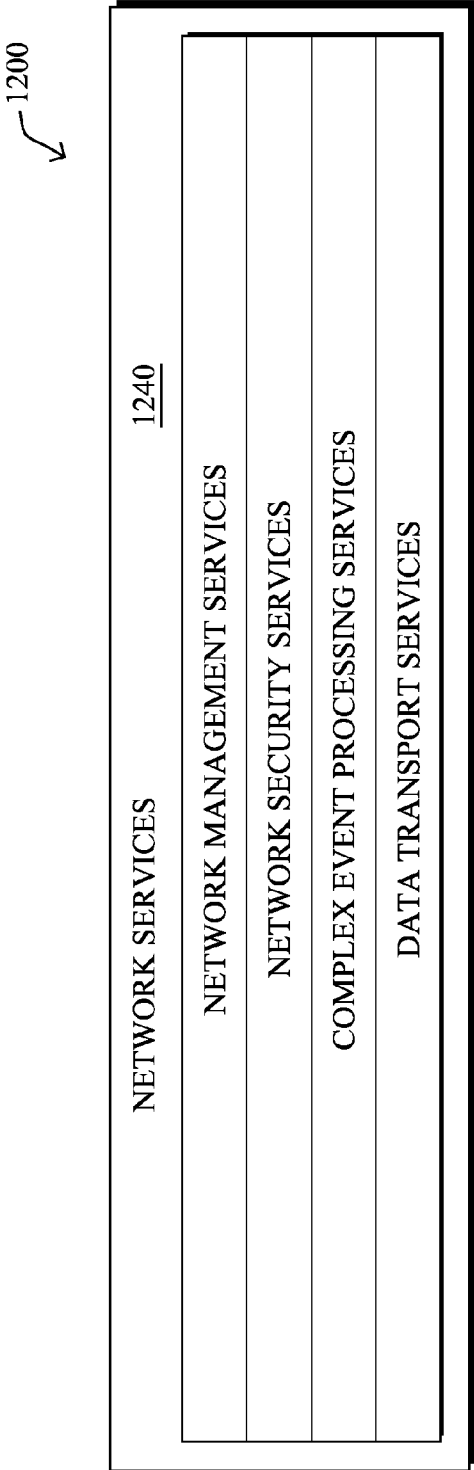 1200
NETWORK SERVICES 1240
NETWORK MANAGEMENT SERVICES
NETWORK SECURITY SERVICES
COMPLEX EVENT PROCESSING SERVICES
DATA TRANSPORT SERVICES